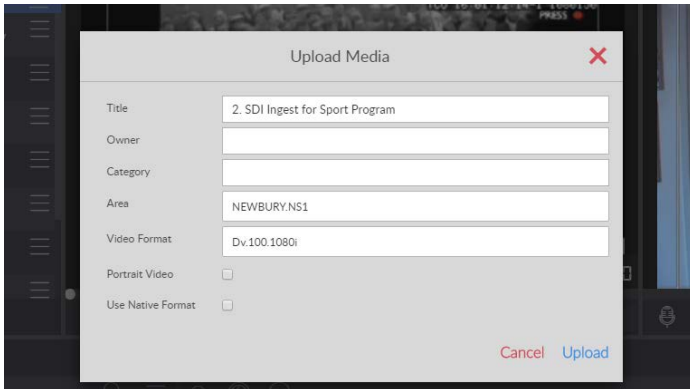 PRESS
Upload Media
Title
2. SDI Ingest for Sport Program
Owner
Category
Area
NEWBURY.NS1
Video Format
Dv.100.1080i
Portrait Video
Use Native Format
Cancel Upload